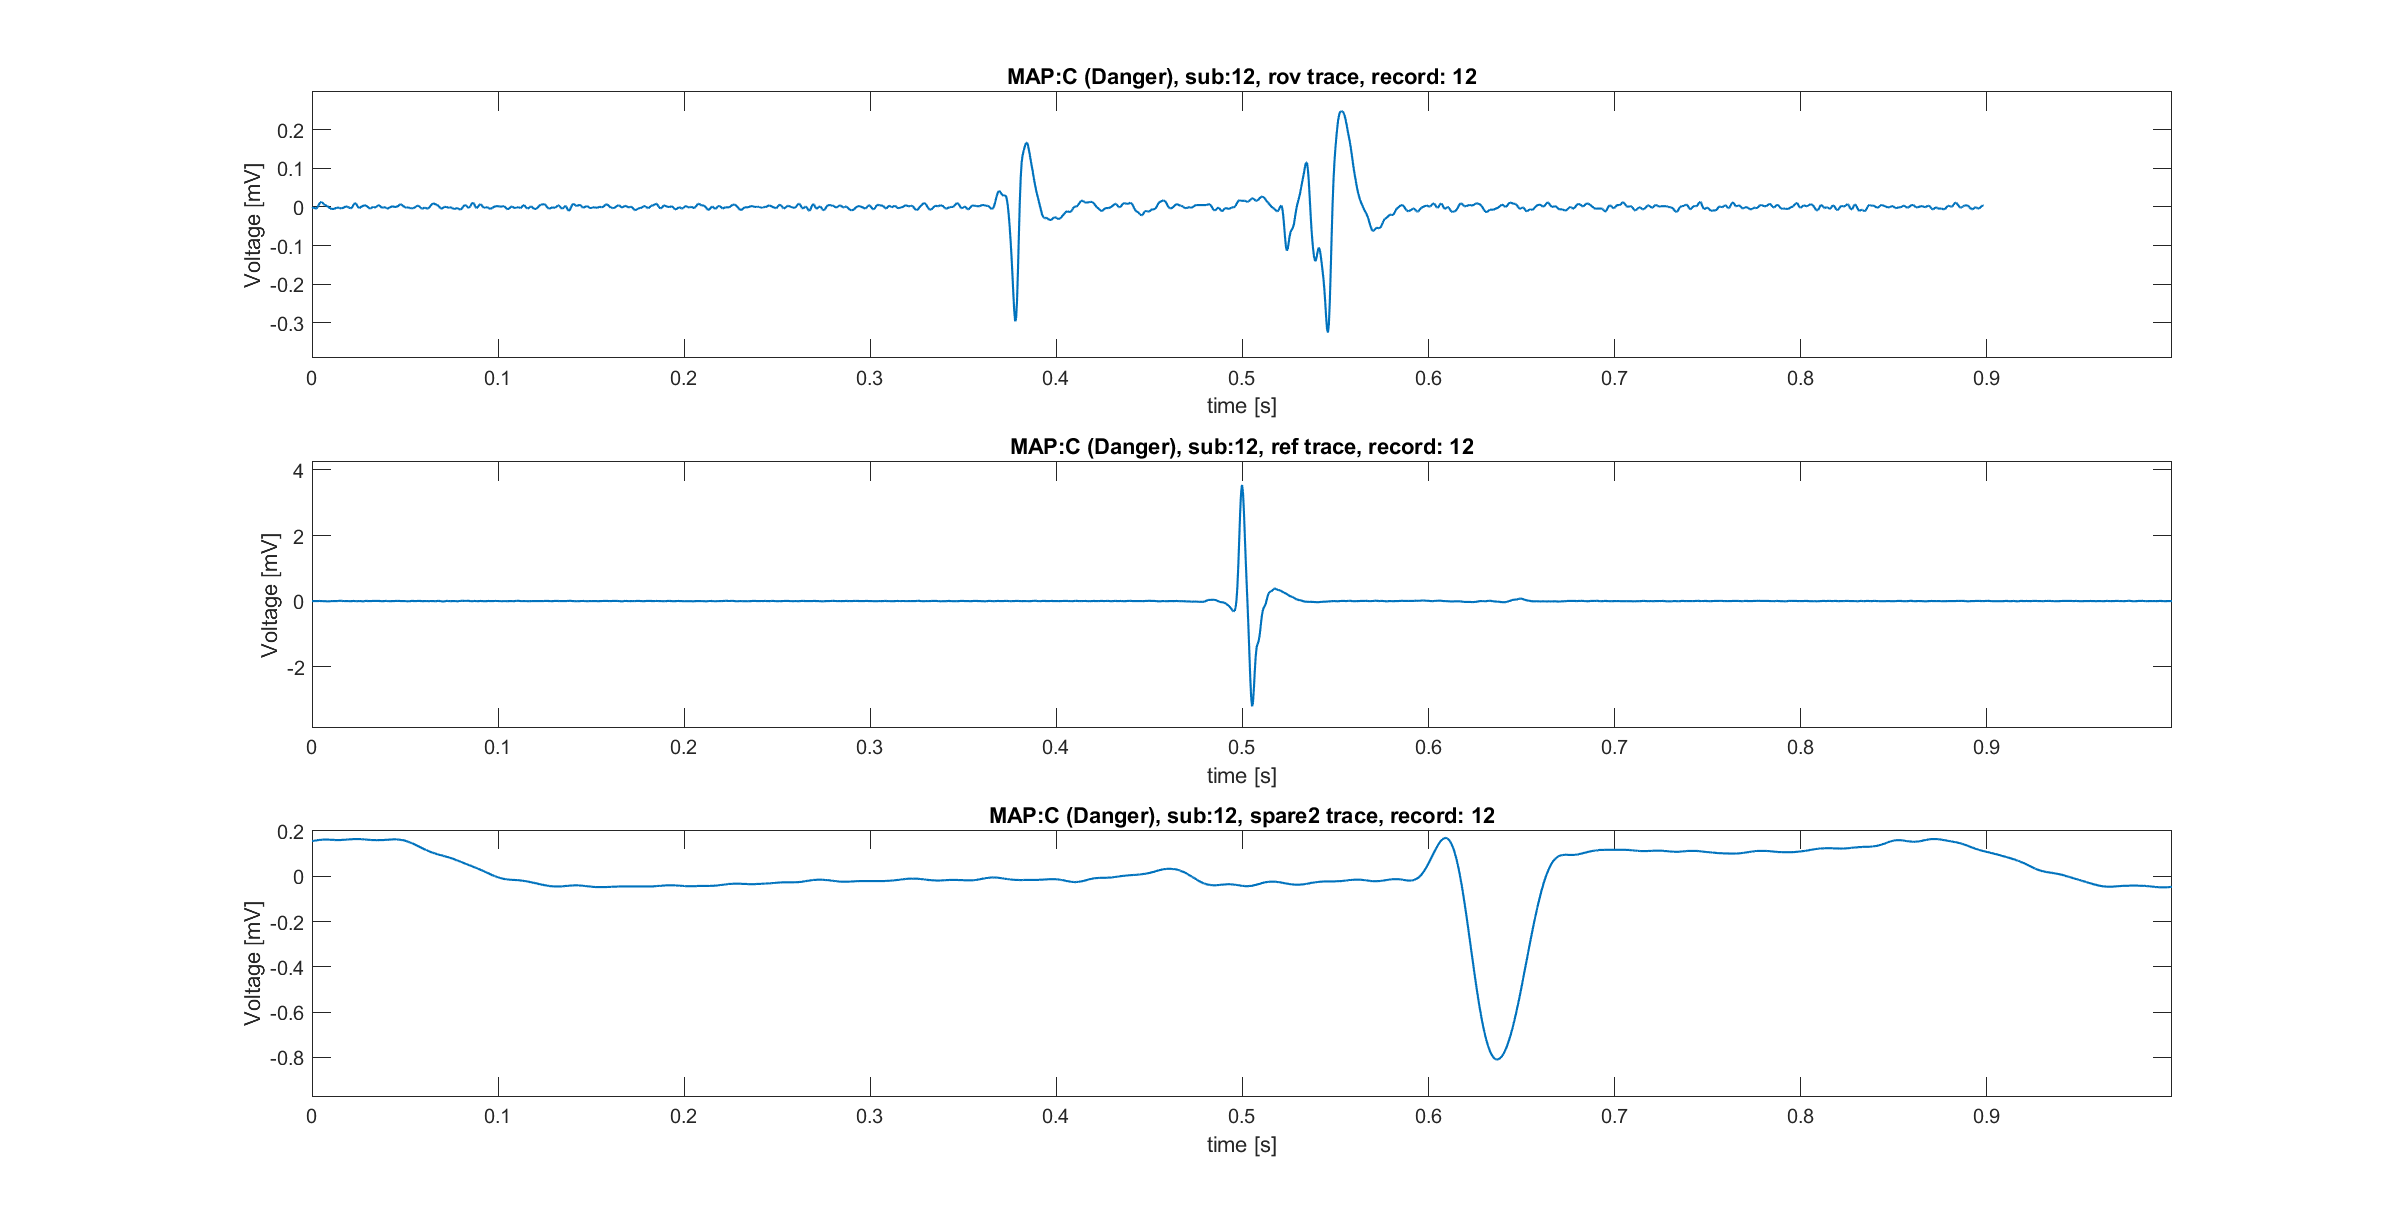 MAP:C (Danger), sub:12, rov trace, record: 12
Voltage [mV]
0.2
0.1
0
-0.1
-0.2
-0.3
0 0.1 0.2 0.3 0.4 0.5 0.6 0.7 0.8 0.9
time [s]
MAP:C (Danger), sub:12, ref trace, record: 12
Voltage [mV]
4
2
0
-2
0 0.1 0.2 0.3 0.4 0.5 0.6 0.7 0.8 0.9
time [s]
MAP:C (Danger), sub:12, spare2 trace, record: 12
Voltage [mV]
0.2
0
-0.2
-0.4
-0.6
-0.8
0 0.1 0.2 0.3 0.4 0.5 0.6 0.7 0.8 0.9
time [s]